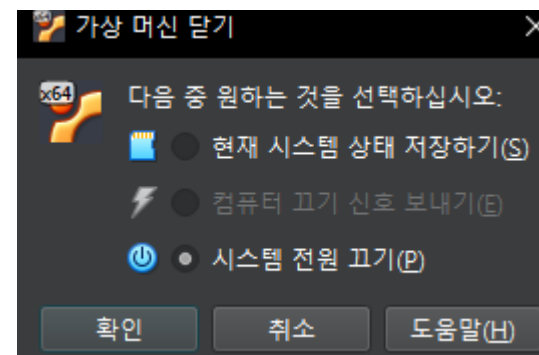 가상 머신 닫기
x64
다음 중 원하는 것을 선택하십시오:
현재 시스템 상태 저장하기(S)
컴퓨터 끄기 신호 보내기(E)
시스템 전원 끄기(P)
확인 취소 도움말(H)